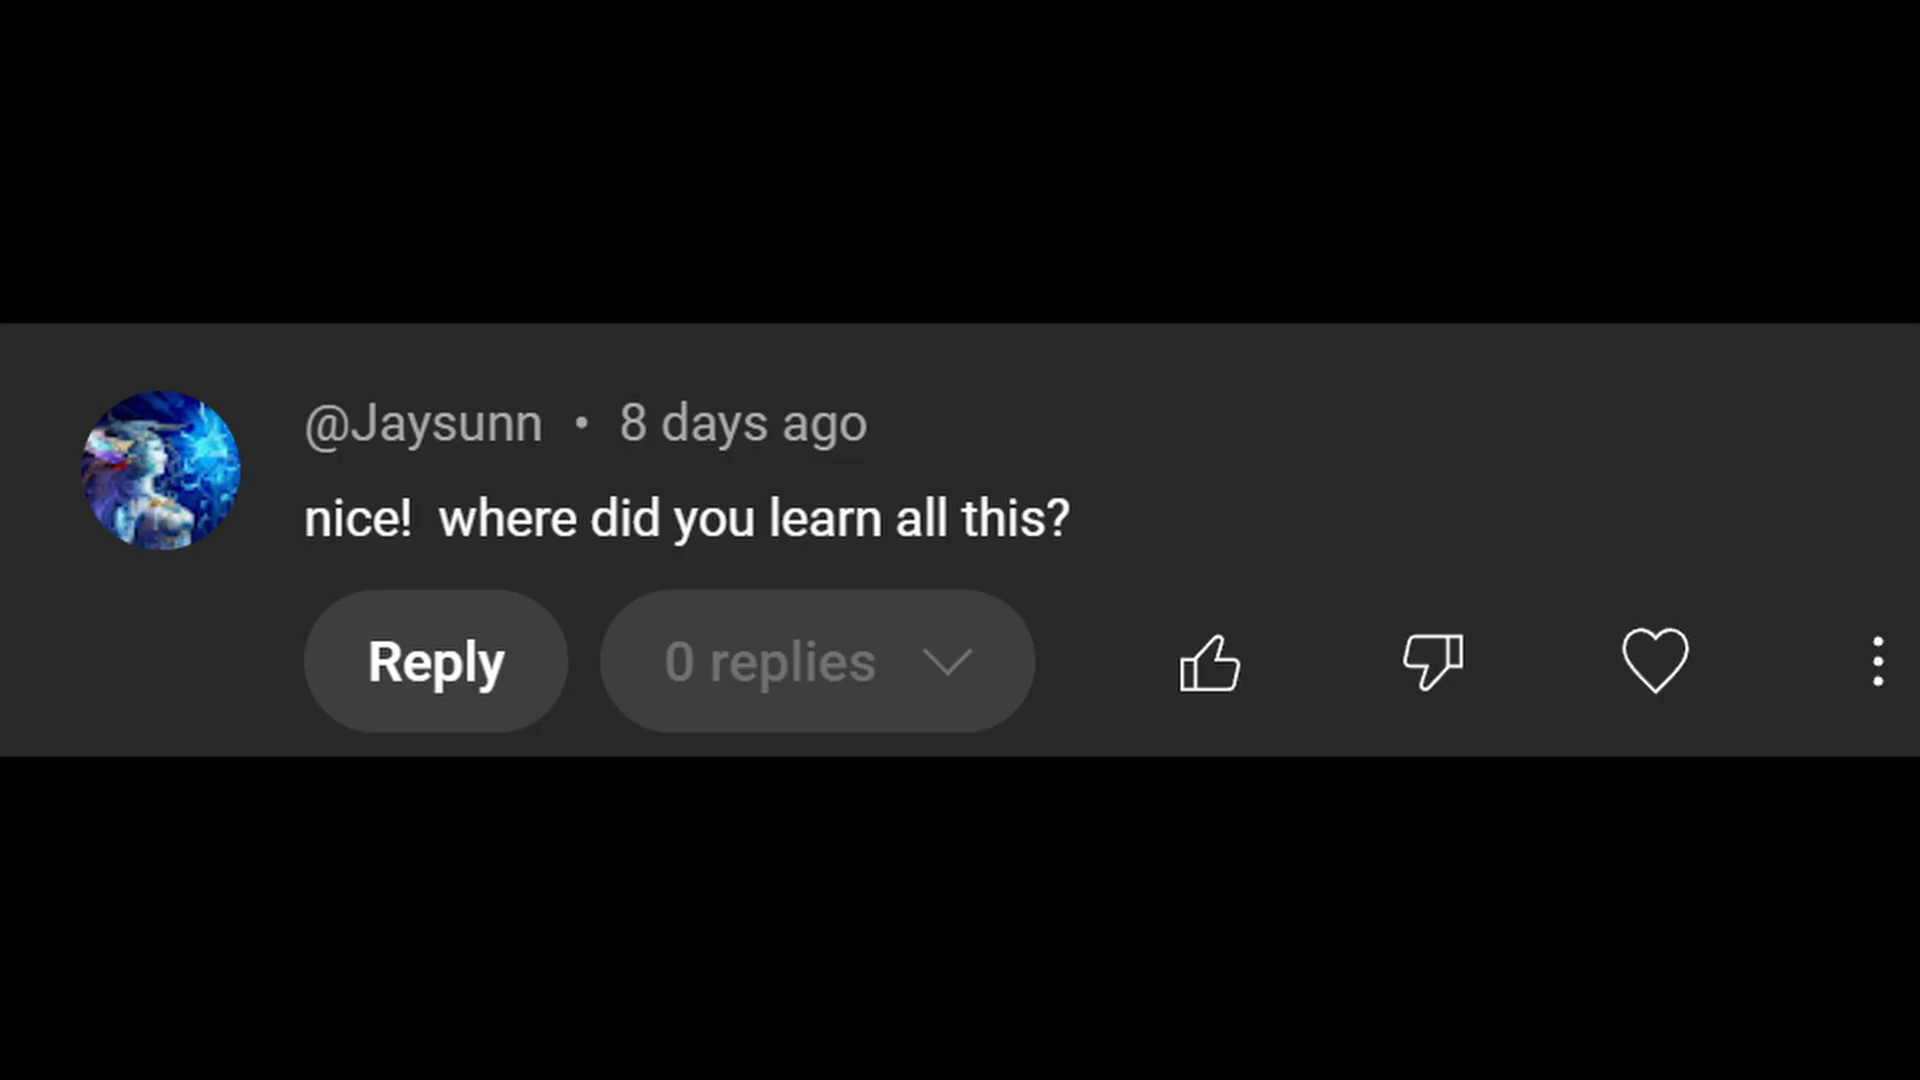 @Jaysunn • 8 days ago
nice!  where did you learn all this?
Reply 0 replies